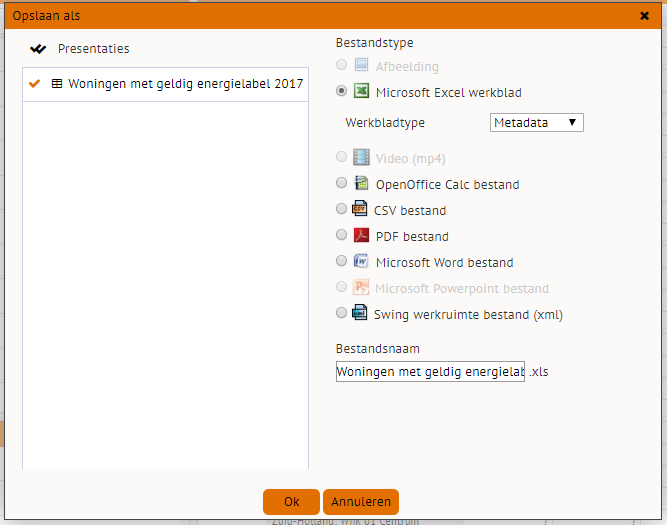 Opslaan als
Presentaties
Woningen met geldig energielabel 2017
Bestandstype
Afbeelding
Microsoft Excel werkblad
Werkbladtype Metadata
Video (mp4)
OpenOffice Calc bestand
CSV bestand
PDF bestand
Microsoft Word bestand
Microsoft Powerpoint bestand
Swing werkruimte bestand (xml)
Bestandsnaam
Woningen met geldig energielab .xls
Ok Annuleren
Zuid-Holland, Wijk 01 Centrum